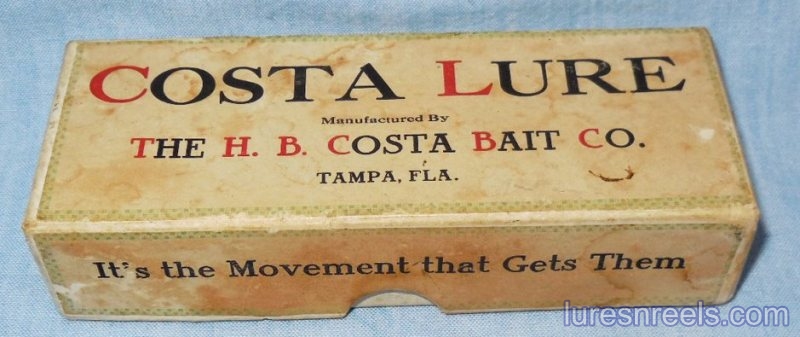 COSTA LURE
Manufactured By
THE H. B. COSTA BAIT CO.
TAMPA, FLA.
It's the Movement that Gets Them
luresnreels.com